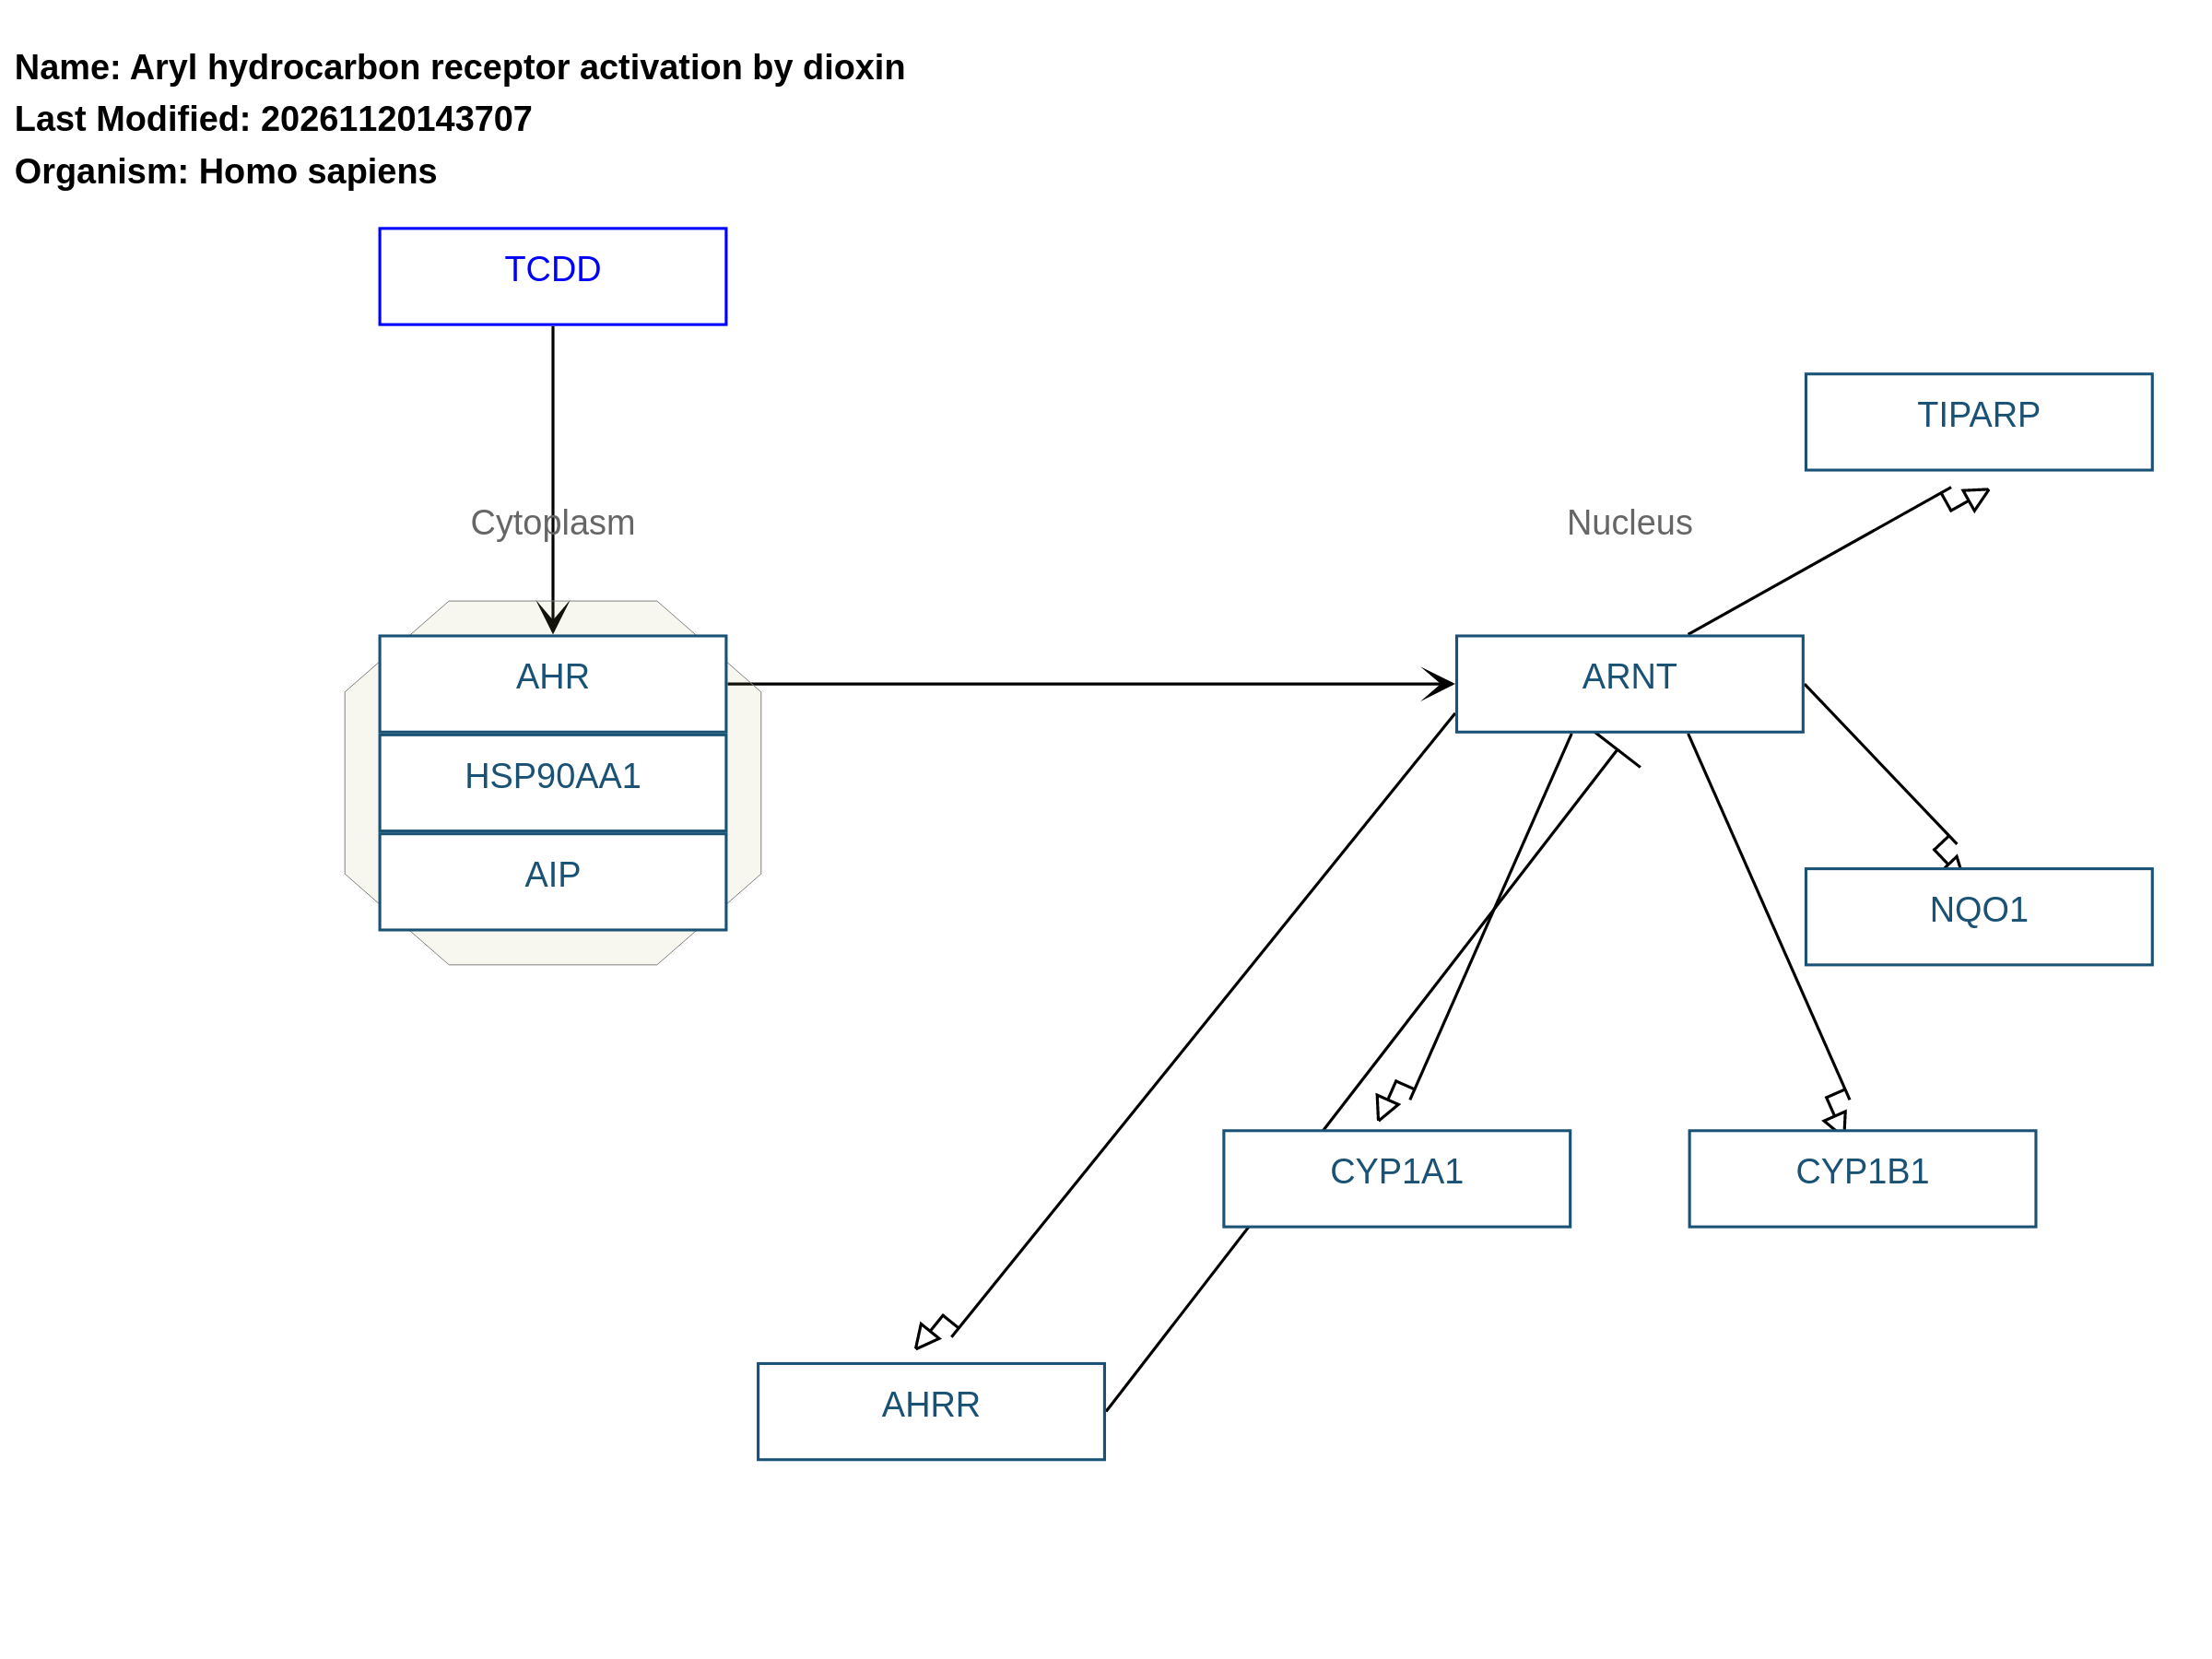 Name: Aryl hydrocarbon receptor activation by dioxin
Last Modified: 20261120143707
Organism: Homo sapiens
TCDD
TIPARP
Cytoplasm
Nucleus
AHR
ARNT
HSP90AA1
AIP
NQO1
CYP1A1
CYP1B1
AHRR